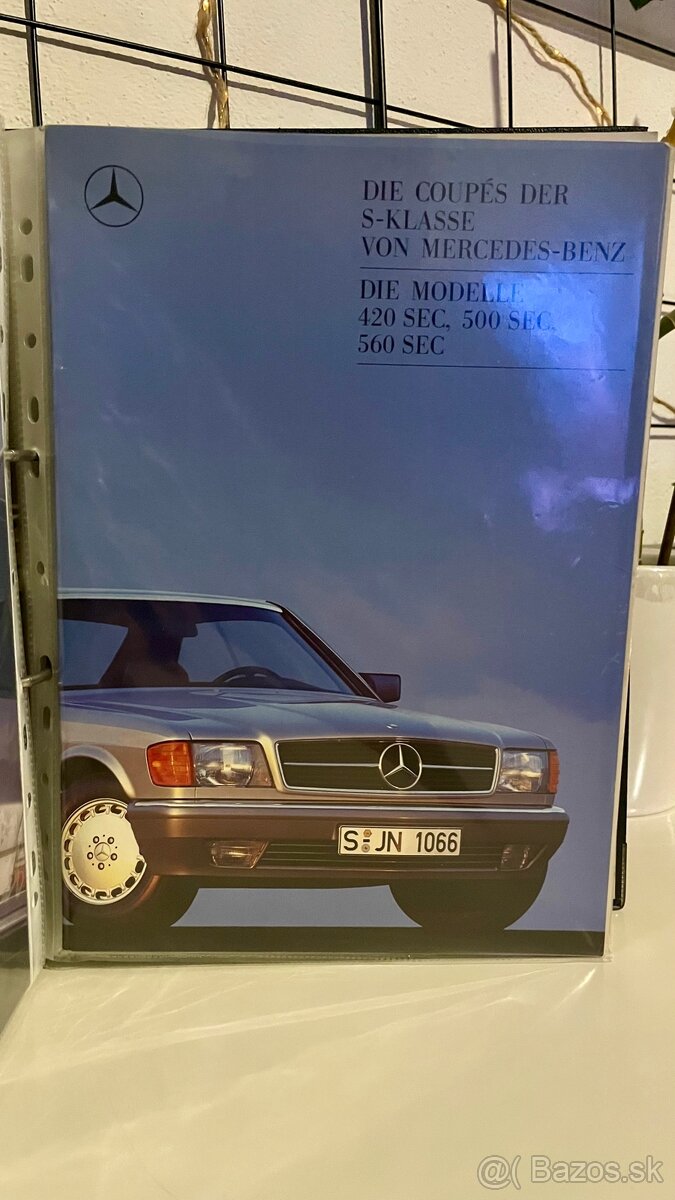 DIE COUPÉS DER
S-KLASSE
VON MERCEDES-BENZ
DIE MODELLE
420 SEC, 500 SEC,
560 SEC
S JN 1066
@( Bazos.sk